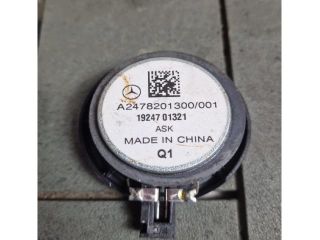 A2478201300/001
19247 01321
ASK
MADE IN CHINA
Q1